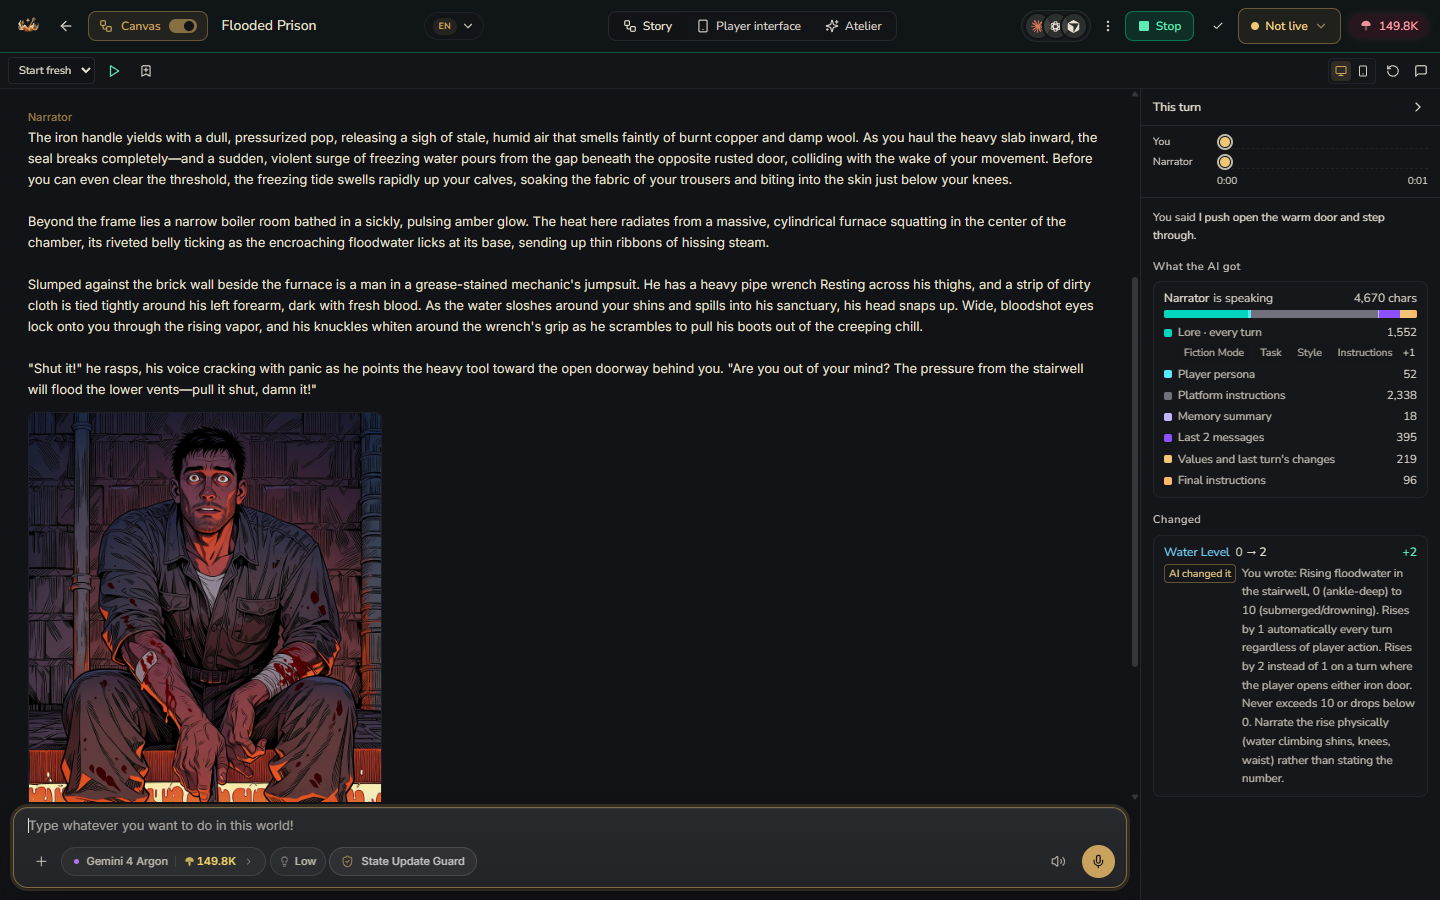 Canvas
Flooded Prison
EN
Story
Player interface
Atelier
Stop
Not live
149.8K
Start fresh
Narrator
The iron handle yields with a dull, pressurized pop, releasing a sigh of stale, humid air that smells faintly of burnt copper and damp wool. As you haul the heavy slab inward, the
seal breaks completely—and a sudden, violent surge of freezing water pours from the gap beneath the opposite rusted door, colliding with the wake of your movement. Before
you can even clear the threshold, the freezing tide swells rapidly up your calves, soaking the fabric of your trousers and biting into the skin just below your knees.
Beyond the frame lies a narrow boiler room bathed in a sickly, pulsing amber glow. The heat here radiates from a massive, cylindrical furnace squatting in the center of the
chamber, its riveted belly ticking as the encroaching floodwater licks at its base, sending up thin ribbons of hissing steam.
Slumped against the brick wall beside the furnace is a man in a grease-stained mechanic's jumpsuit. He has a heavy pipe wrench Resting across his thighs, and a strip of dirty
cloth is tied tightly around his left forearm, dark with fresh blood. As the water sloshes around your shins and spills into his sanctuary, his head snaps up. Wide, bloodshot eyes
lock onto you through the rising vapor, and his knuckles whiten around the wrench's grip as he scrambles to pull his boots out of the creeping chill.
"Shut it!" he rasps, his voice cracking with panic as he points the heavy tool toward the open doorway behind you. "Are you out of your mind? The pressure from the stairwell
will flood the lower vents—pull it shut, damn it!"
Type whatever you want to do in this world!
Gemini 4 Argon
149.8K
Low
State Update Guard
This turn
You
Narrator
0:00
0:01
You said I push open the warm door and step
through.
What the AI got
Narrator is speaking 4,670 chars
Lore · every turn 1,552
Fiction Mode Task Style Instructions +1
Player persona 52
Platform instructions 2,338
Memory summary 18
Last 2 messages 395
Values and last turn's changes 219
Final instructions 96
Changed
Water Level 0 → 2 +2
AI changed it
You wrote: Rising floodwater in
the stairwell, 0 (ankle-deep) to
10 (submerged/drowning). Rises
by 1 automatically every turn
regardless of player action. Rises
by 2 instead of 1 on a turn where
the player opens either iron door.
Never exceeds 10 or drops below
0. Narrate the rise physically
(water climbing shins, knees,
waist) rather than stating the
number.